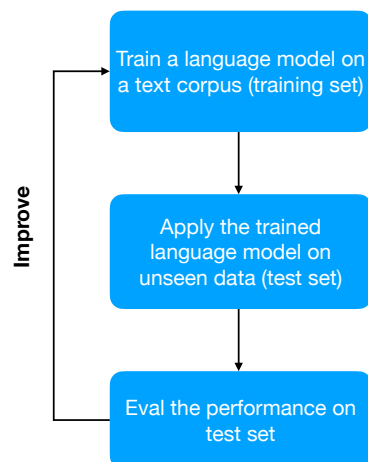 Train a language model on
a text corpus (training set)
Improve
Apply the trained
language model on
unseen data (test set)
Eval the performance on
test set